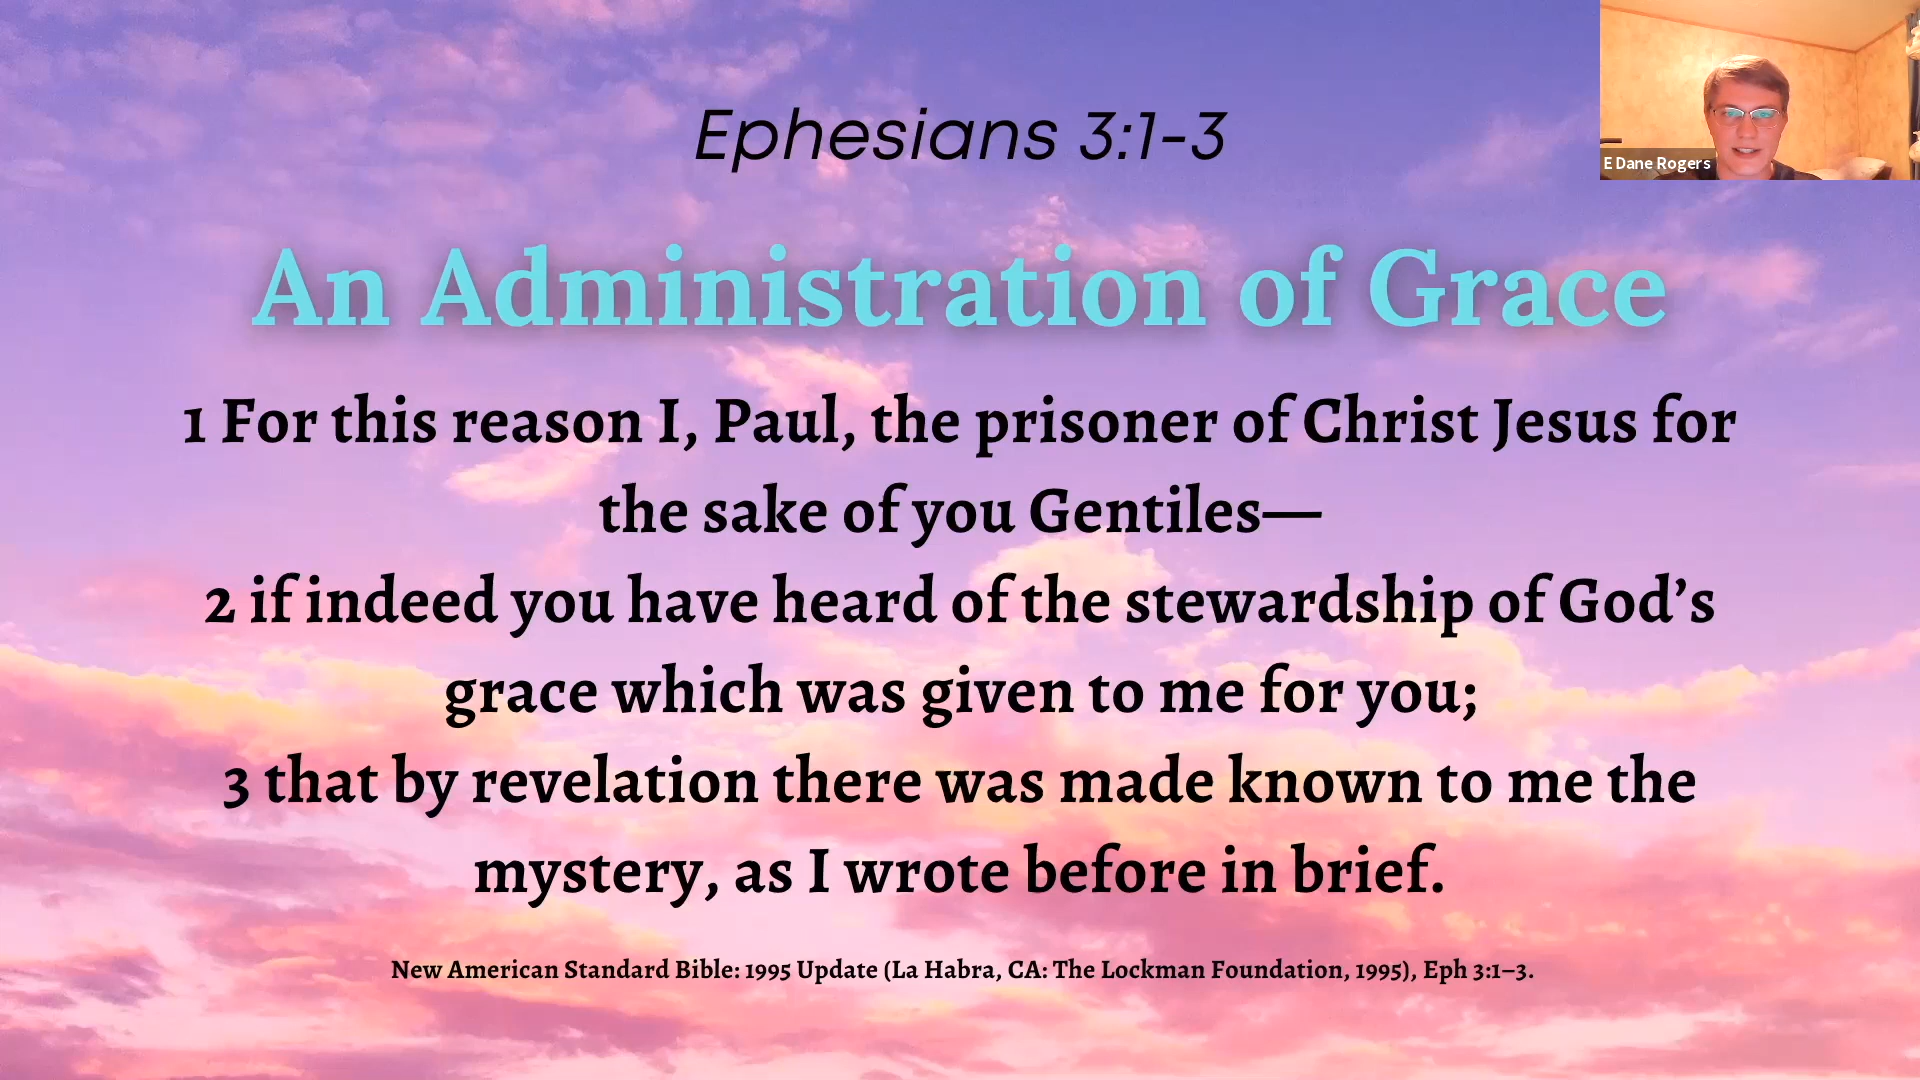 Ephesians 3:1-3
E Dane Rogers
An Administration of Grace
1 For this reason I, Paul, the prisoner of Christ Jesus for
the sake of you Gentiles—
2 if indeed you have heard of the stewardship of God’s
grace which was given to me for you;
3 that by revelation there was made known to me the
mystery, as I wrote before in brief.
New American Standard Bible: 1995 Update (La Habra, CA: The Lockman Foundation, 1995), Eph 3:1–3.